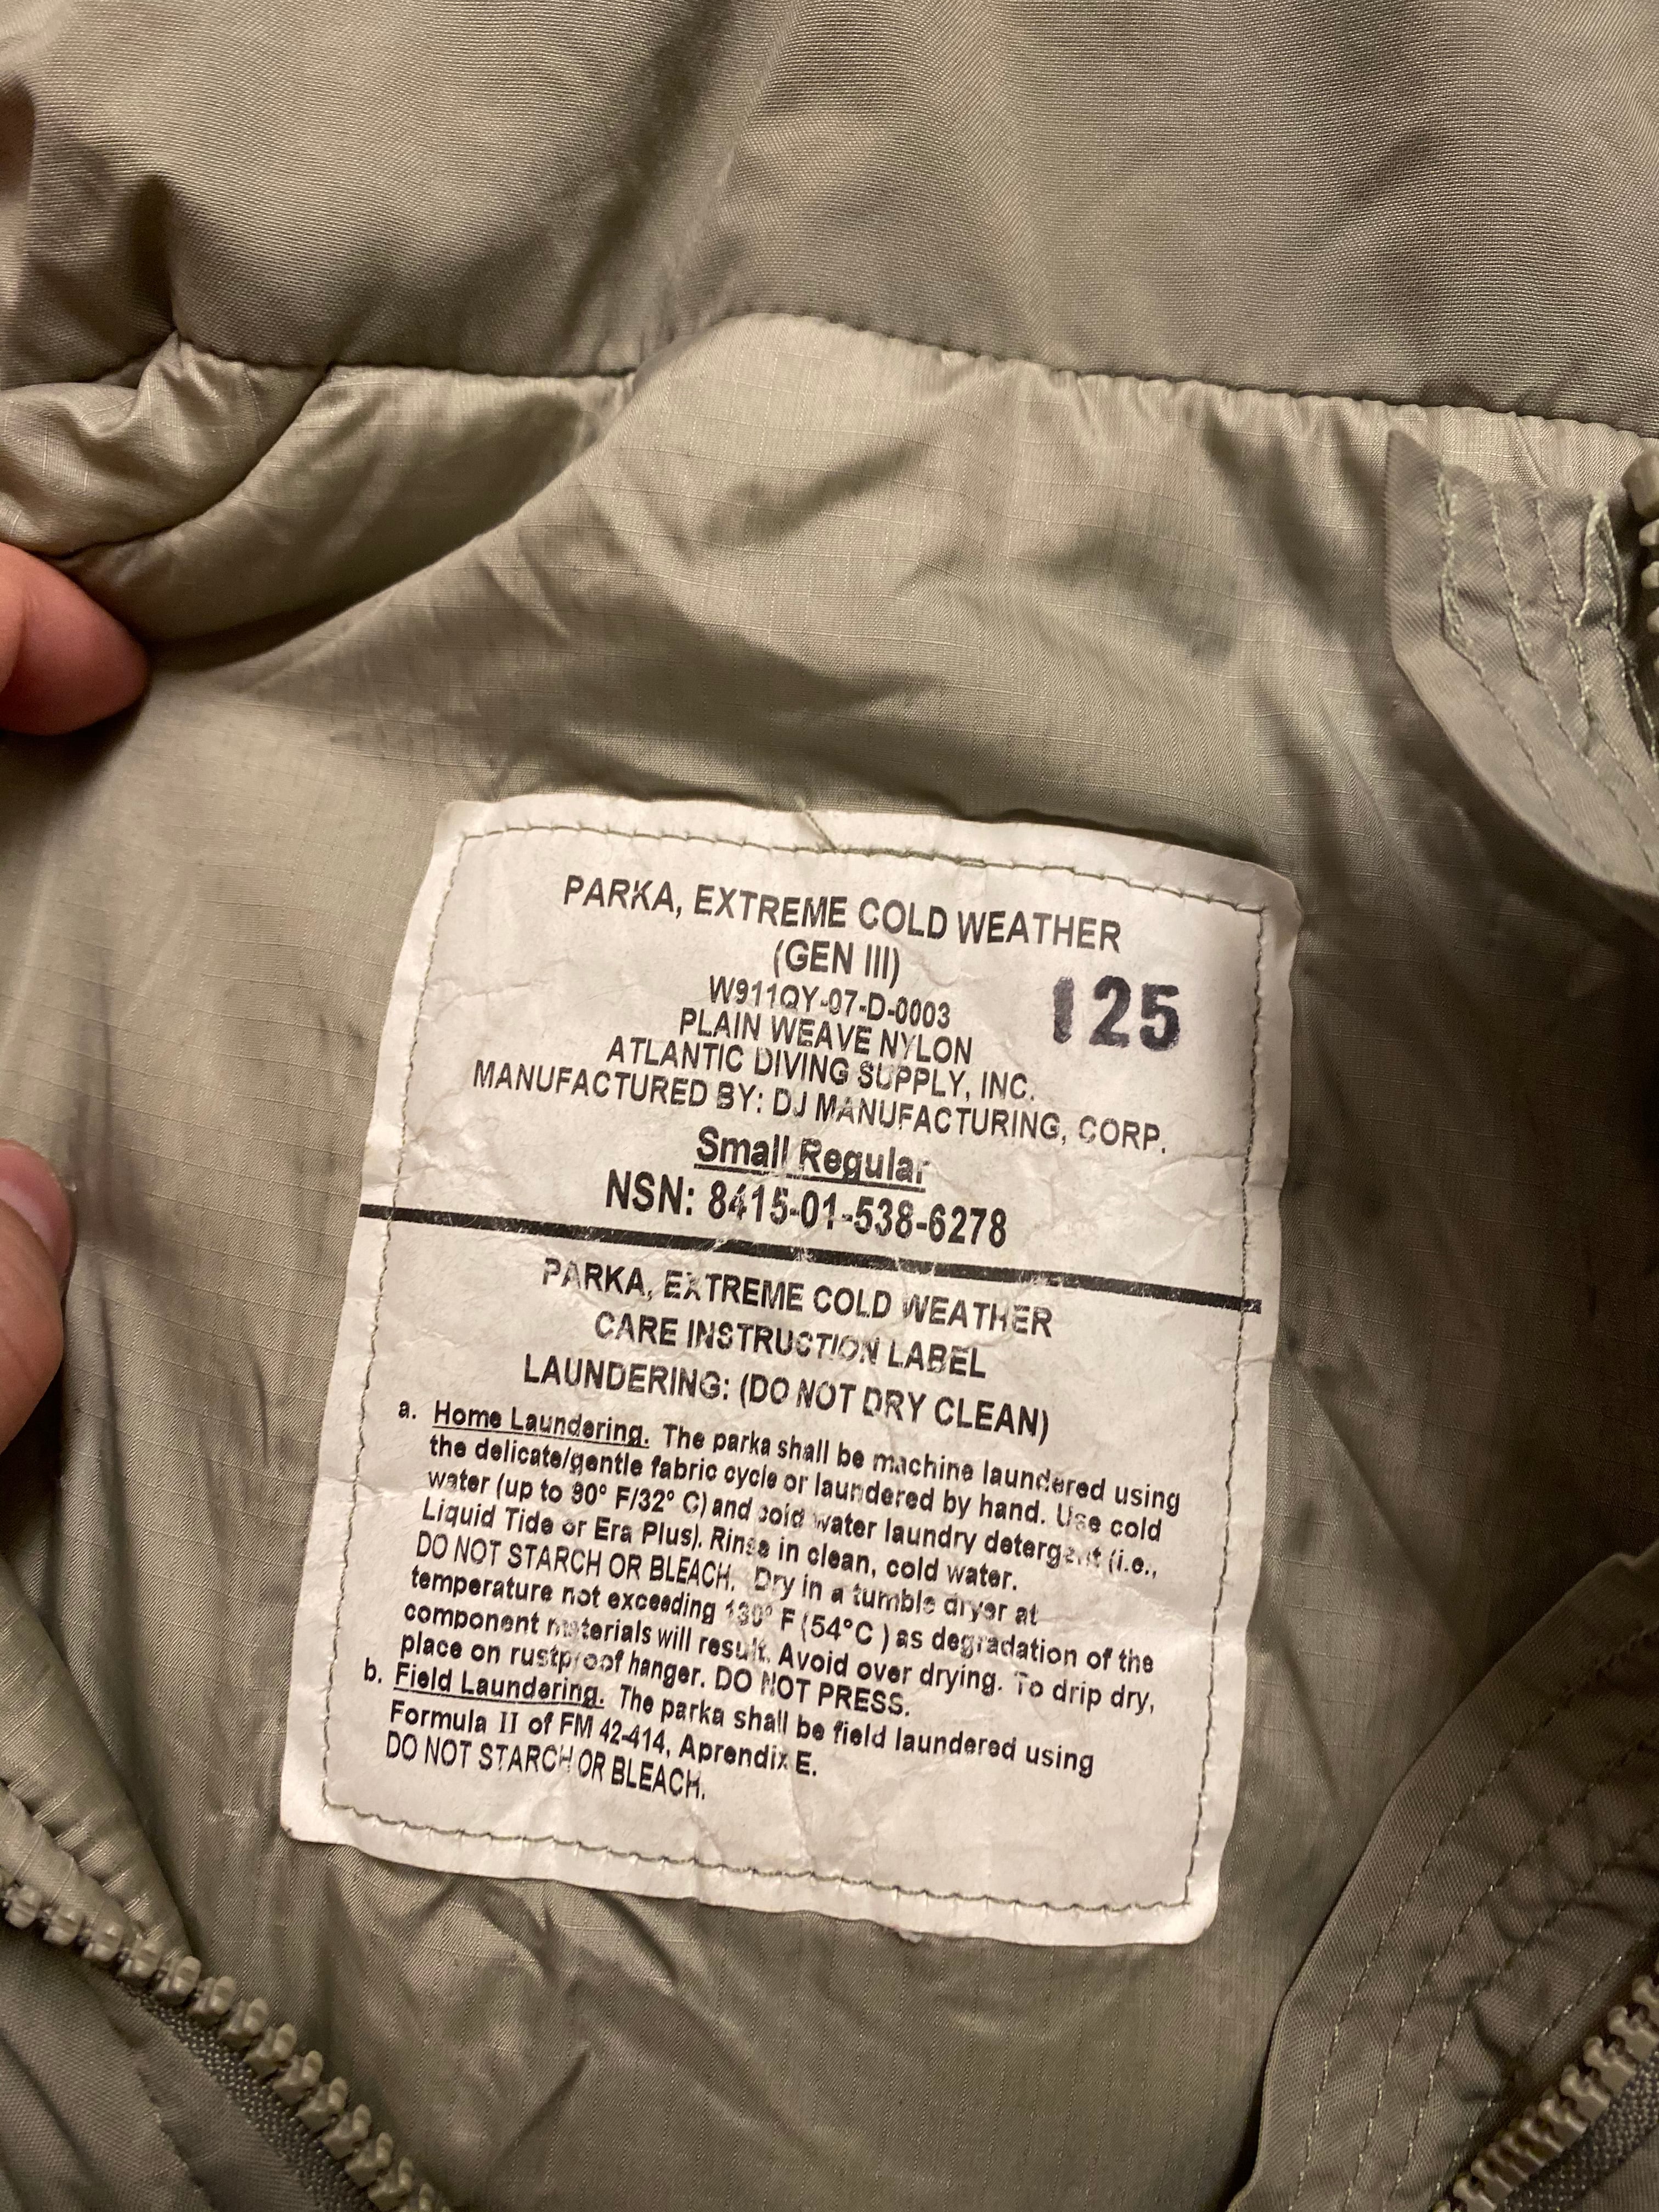 PARKA, EXTREME COLD WEATHER
(GEN III)
W911QY-07-D-0003
125
PLAIN WEAVE NYLON
ATLANTIC DIVING SUPPLY, INC.
MANUFACTURED BY: DJ MANUFACTURING, CORP.
Small Regular
NSN: 8415-01-538-6278
PARKA, EXTREME COLD WEATHER
CARE INSTRUCTION LABEL
LAUNDERING: (DO NOT DRY CLEAN)
a. Home Laundering. The parka shall be machine laundered using
the delicate/gentle fabric cycle or laundered by hand. Use cold
water (up to 90° F/32° C) and cold water laundry detergent (i.e.,
Liquid Tide or Era Plus). Rinse in clean, cold water.
DO NOT STARCH OR BLEACH. Dry in a tumble dryer at
temperature not exceeding 130° F (54°C ) as degradation of the
component materials will result. Avoid over drying. To drip dry,
place on rustproof hanger. DO NOT PRESS.
b. Field Laundering. The parka shall be field laundered using
Formula II of FM 42-414, Aprendix E.
DO NOT STARCH OR BLEACH.